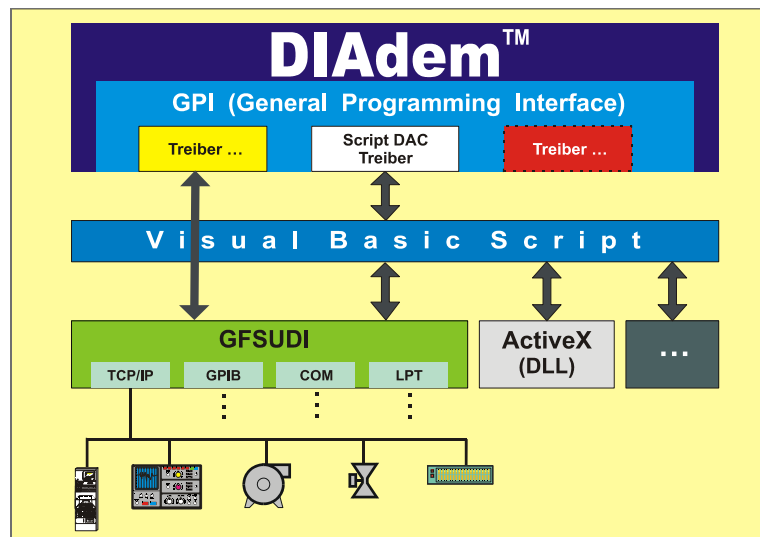 DIAdem™
GPI (General Programming Interface)
Treiber ...
Script DAC
Treiber
Treiber ...
Visual Basic Script
GFSUDI
TCP/IP
GPIB
COM
LPT
ActiveX
(DLL)
...